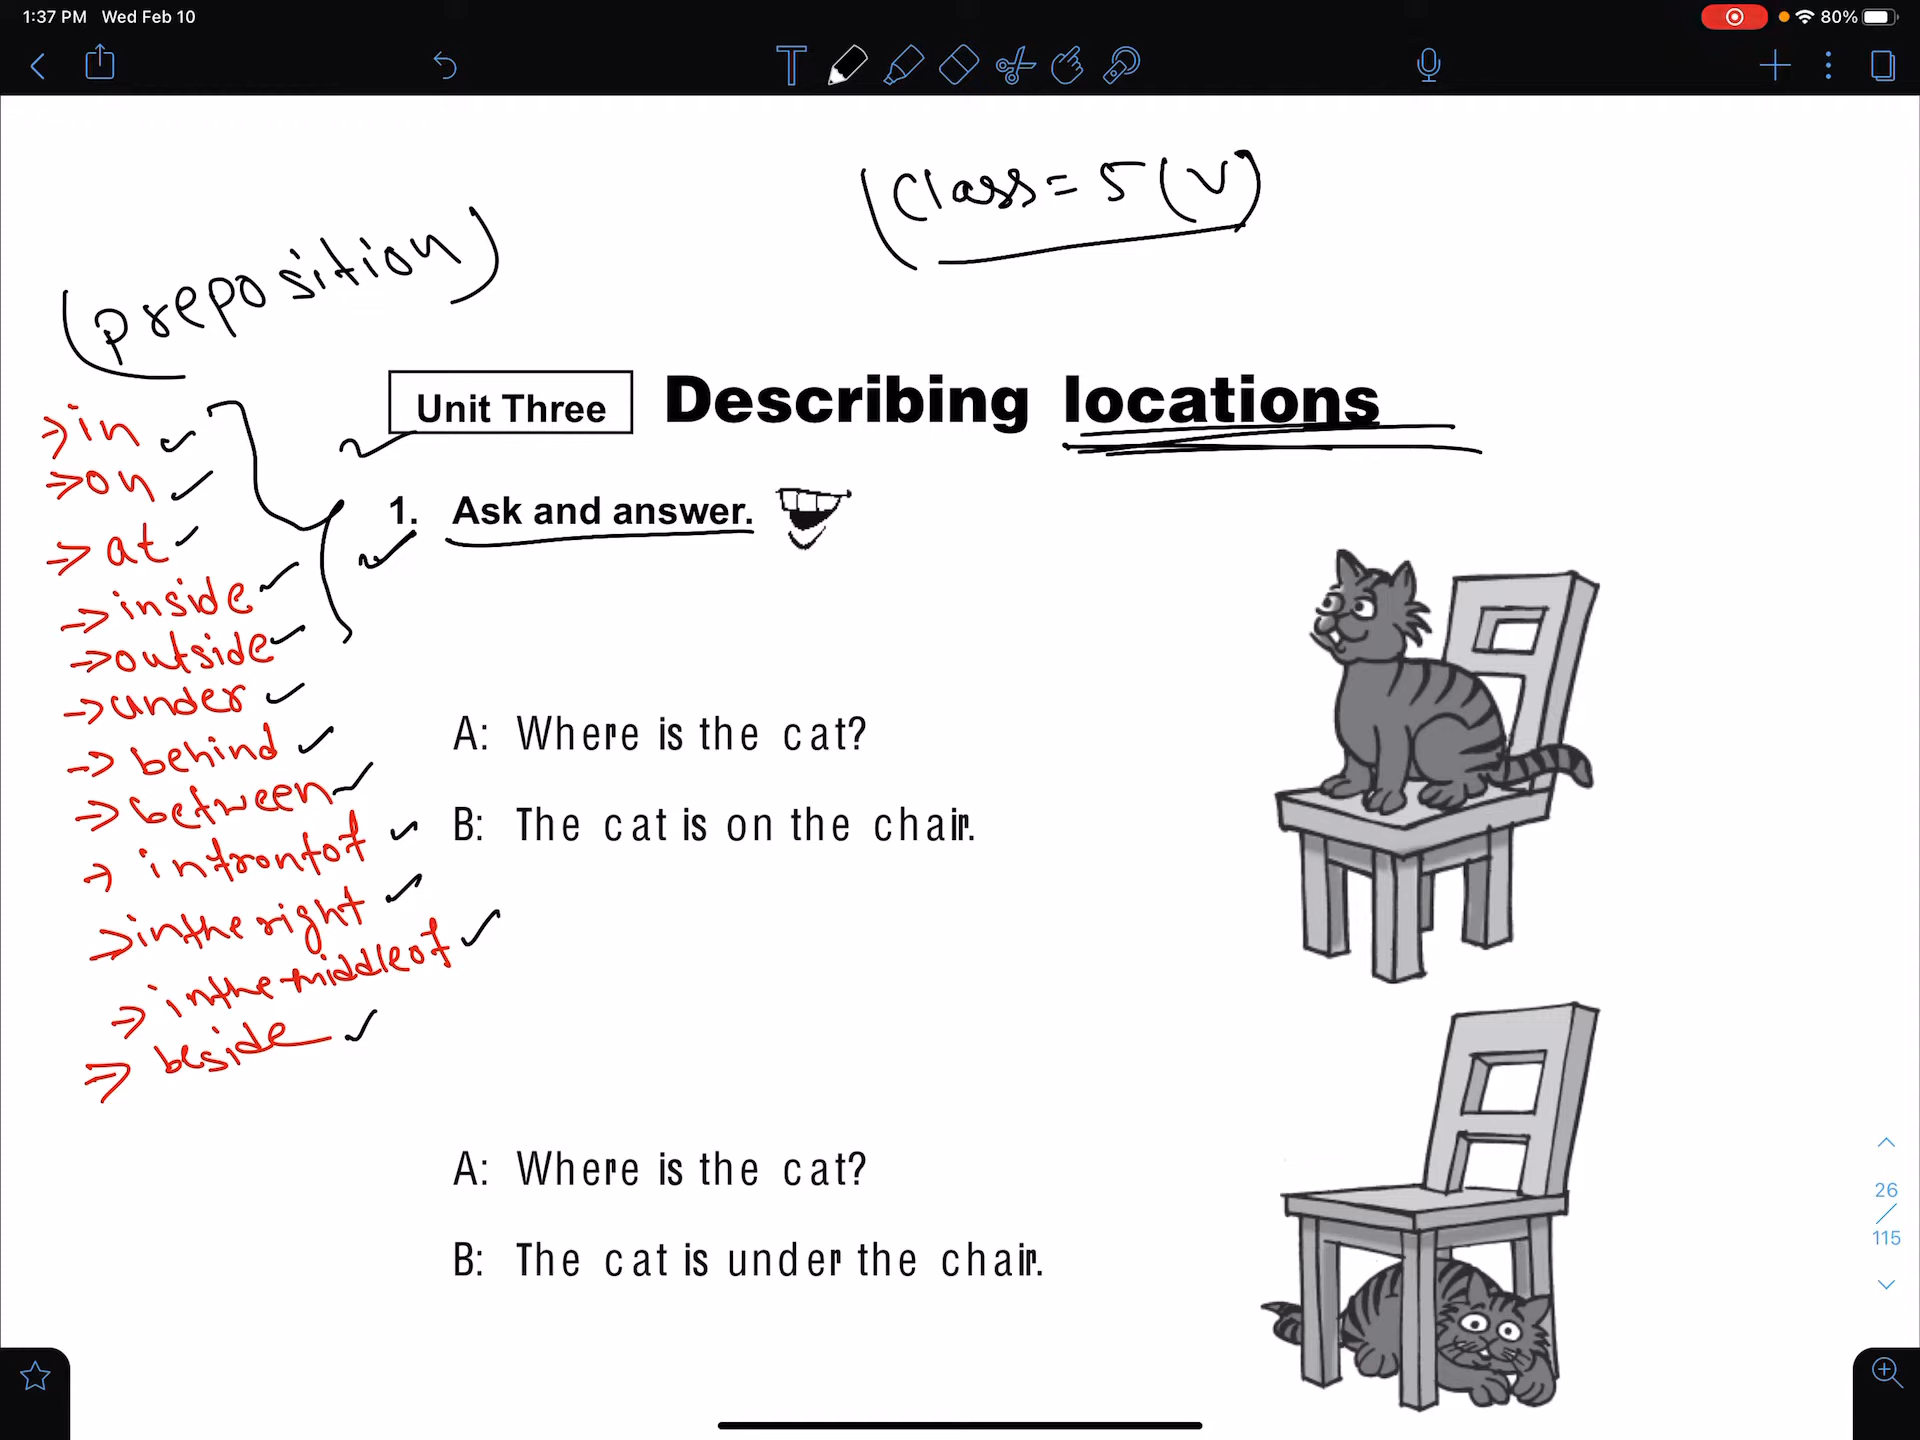 1:37 PM Wed Feb 10
80%
T
Class = 5 (V)
(preposition)
Unit Three Describing locations
→ in
→ on
→ at
→ inside
→ outside
→ under
→ behind
→ between
→ infrontof
→ inthe right
→ inthe middleof
→ beside
1. Ask and answer.
A: Where is the cat?
B: The cat is on the chair.
A: Where is the cat?
B: The cat is under the chair.
26
/
115